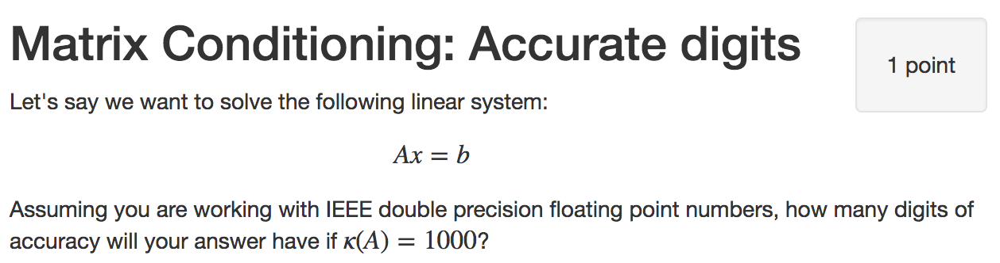 Matrix Conditioning: Accurate digits
1 point
Let's say we want to solve the following linear system:
Ax = b
Assuming you are working with IEEE double precision floating point numbers, how many digits of
accuracy will your answer have if κ(A) = 1000?